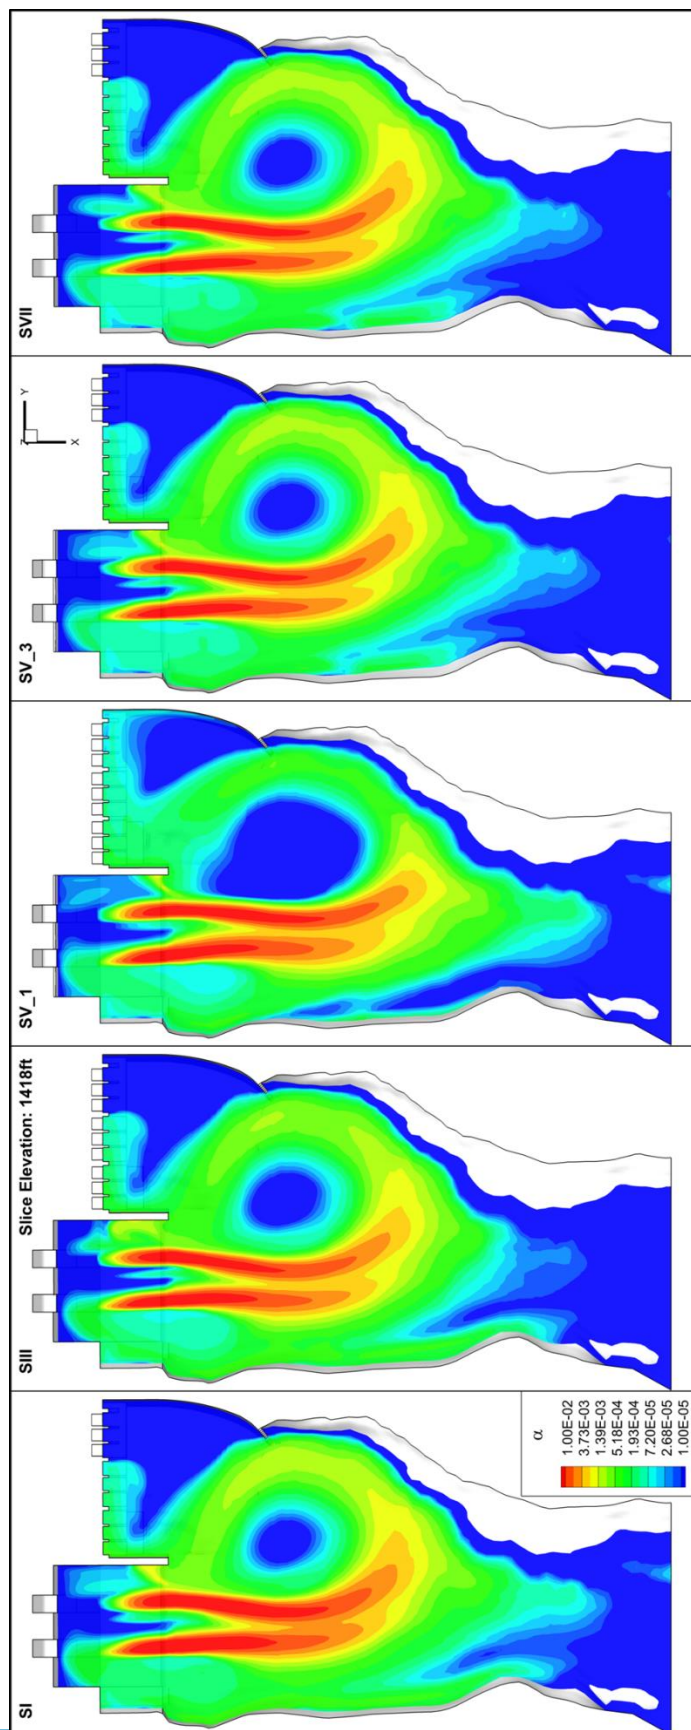 SVII
SV_3
Z
Y
X
SV_1
SIII
Slice Elevation: 1418ft
SI
α
1.00E-02
3.73E-03
1.39E-03
5.18E-04
1.93E-04
7.20E-05
2.68E-05
1.00E-05